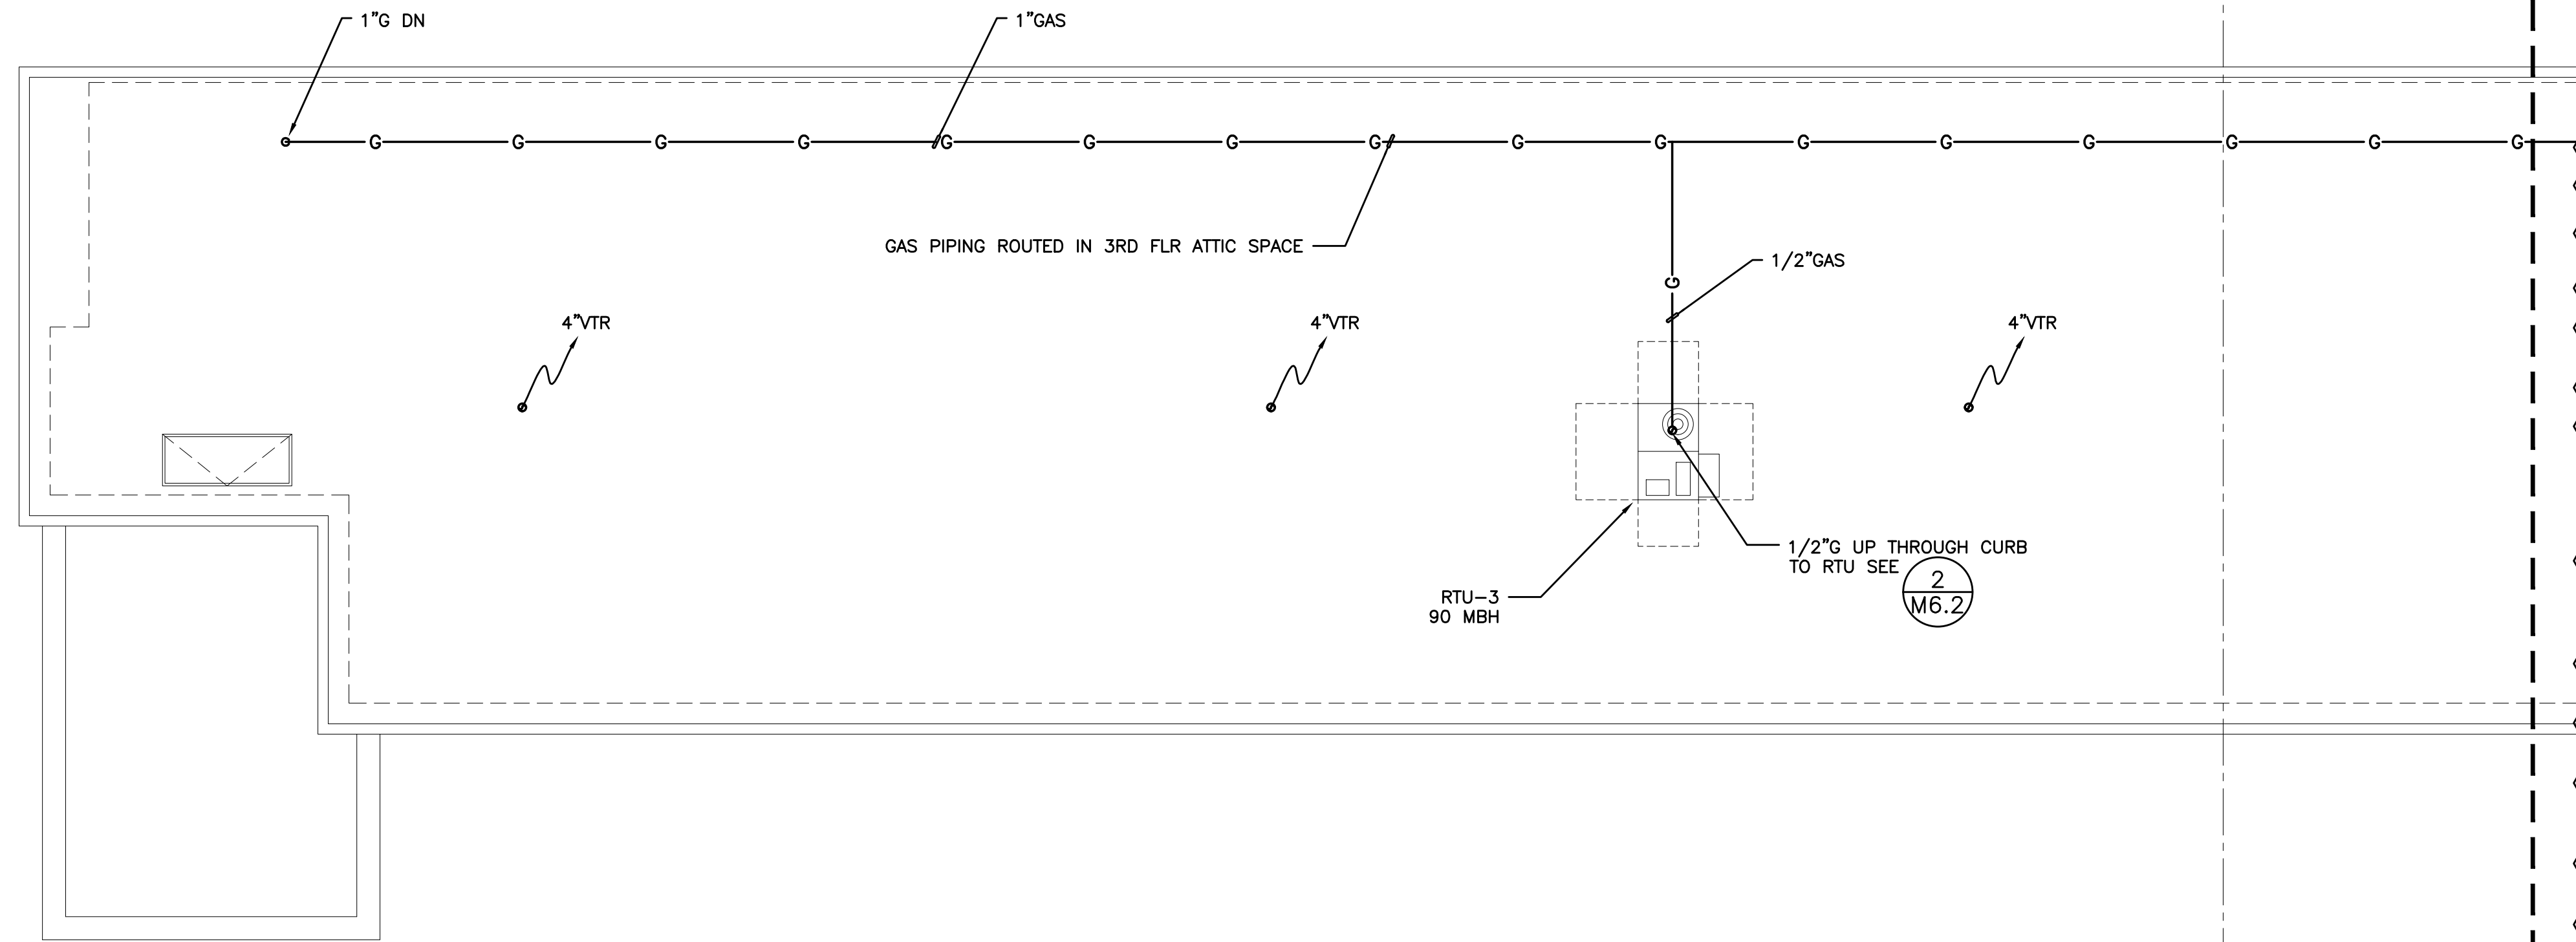 1"G DN
1"GAS
G G G G G G G G G G G G G G G G
GAS PIPING ROUTED IN 3RD FLR ATTIC SPACE
1/2"GAS
G
4"VTR
4"VTR
4"VTR
1/2"G UP THROUGH CURB
TO RTU SEE
2
M6.2
RTU-3
90 MBH